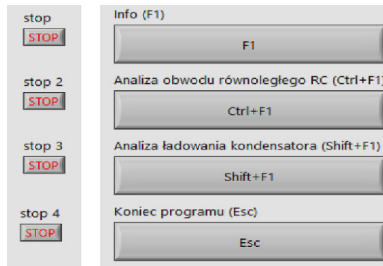 stop
STOP
stop 2
STOP
stop 3
STOP
stop 4
STOP
Info (F1)
F1
Analiza obwodu równoległego RC (Ctrl+F1)
Ctrl+F1
Analiza ładowania kondensatora (Shift+F1)
Shift+F1
Koniec programu (Esc)
Esc